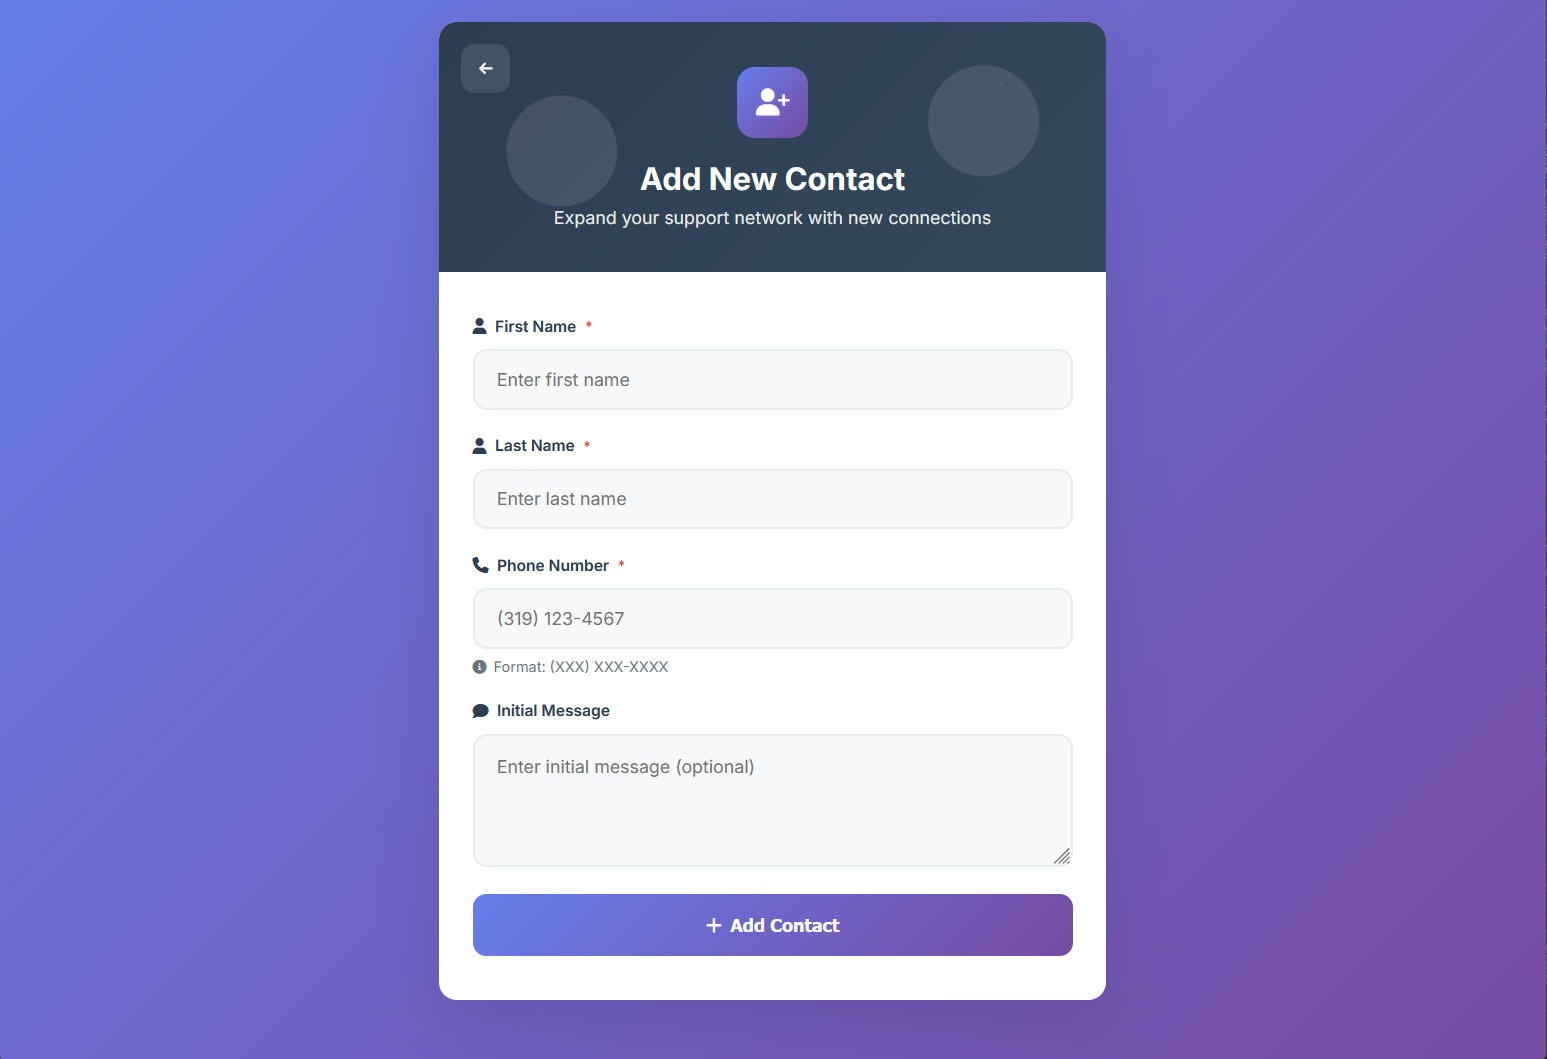 Add New Contact
Expand your support network with new connections
First Name *
Enter first name
Last Name *
Enter last name
Phone Number *
(319) 123-4567
Format: (XXX) XXX-XXXX
Initial Message
Enter initial message (optional)
+ Add Contact